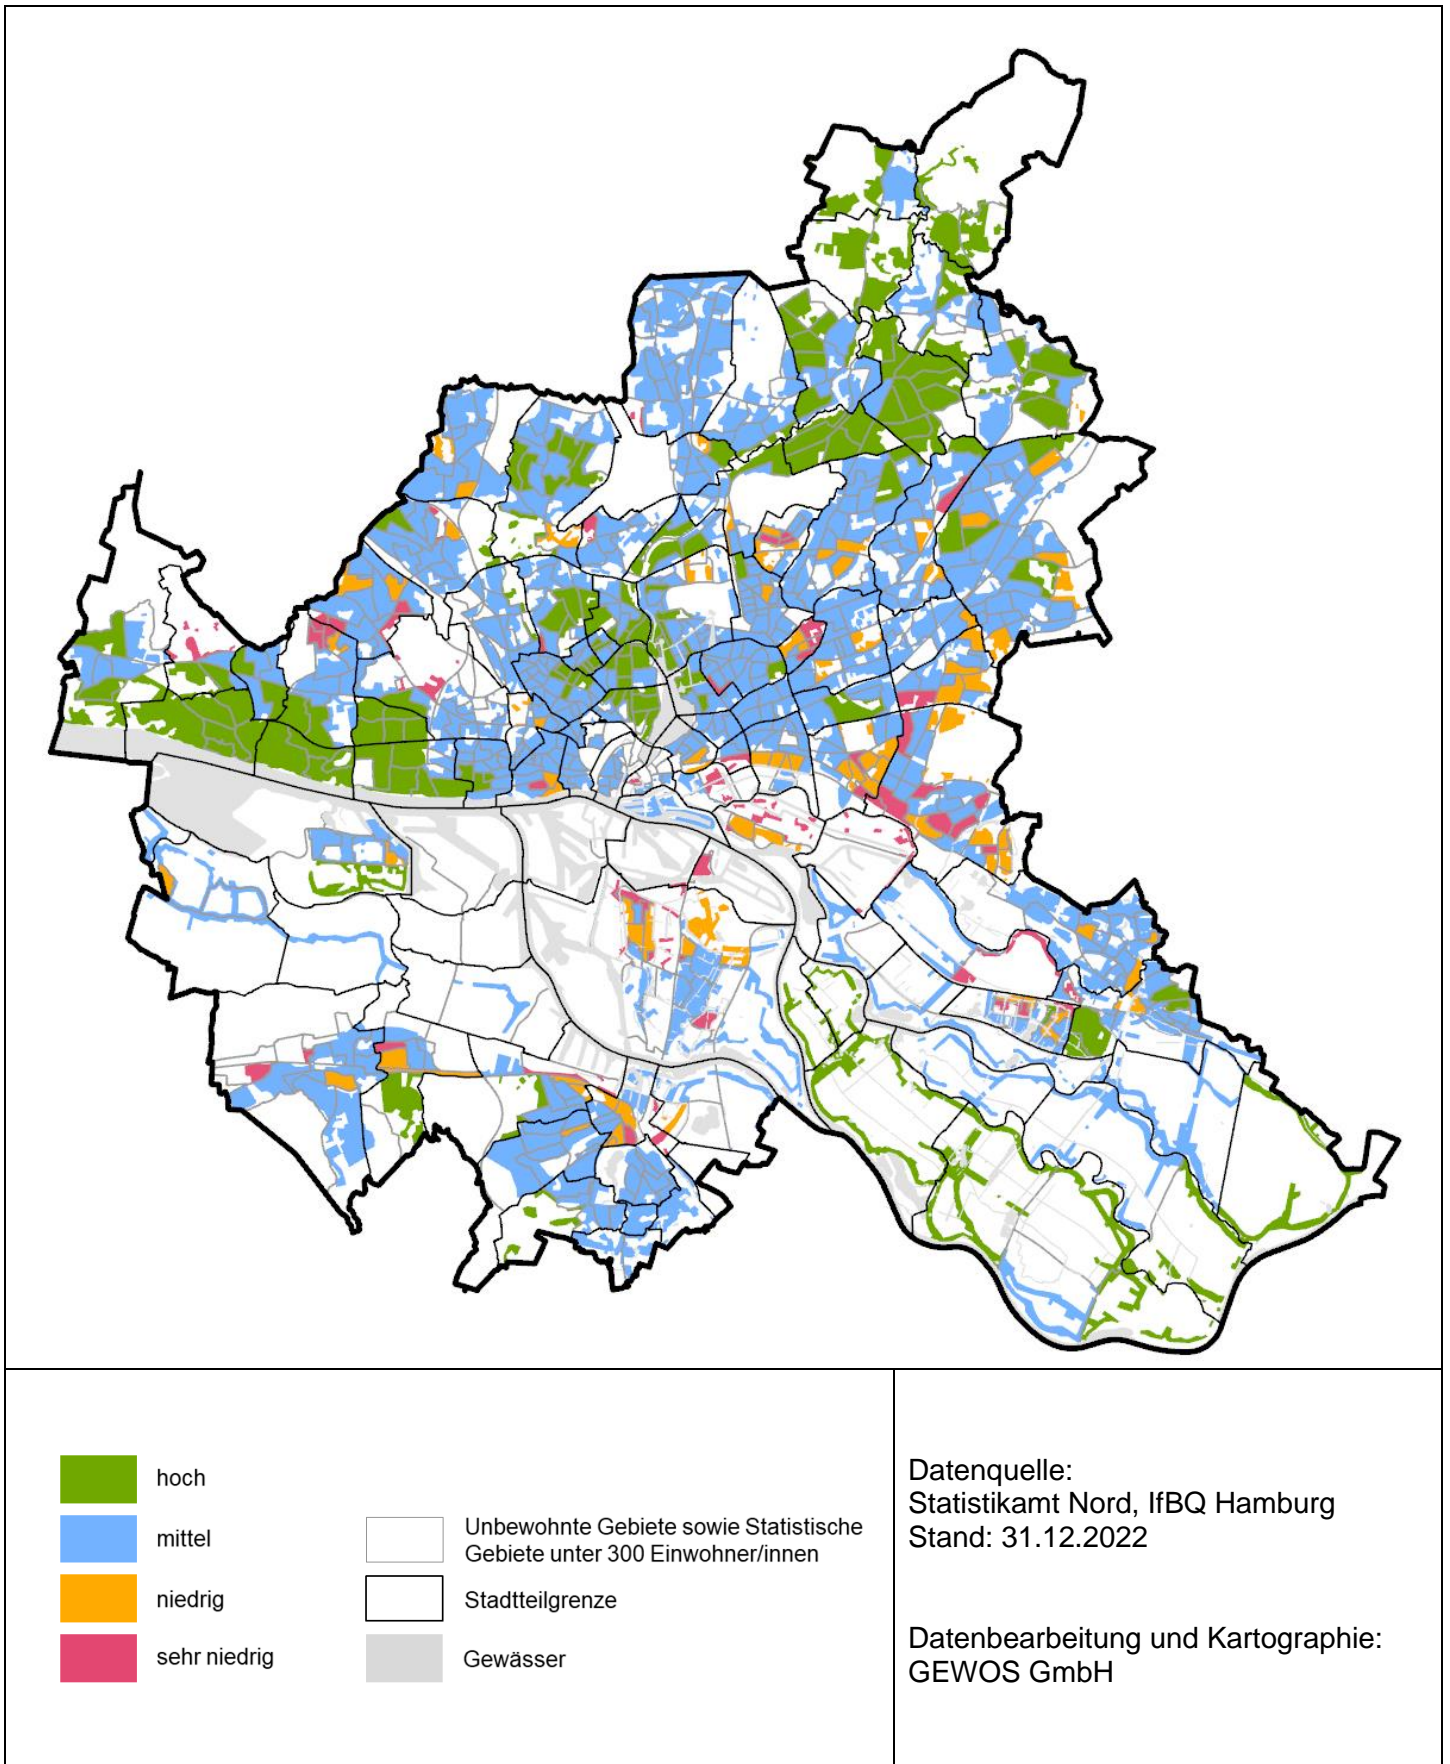 hoch
mittel
niedrig
sehr niedrig
Unbewohnte Gebiete sowie Statistische
Gebiete unter 300 Einwohner/innen
Stadtteilgrenze
Gewässer
Datenquelle:
Statistikamt Nord, IfBQ Hamburg
Stand: 31.12.2022
Datenbearbeitung und Kartographie:
GEWOS GmbH